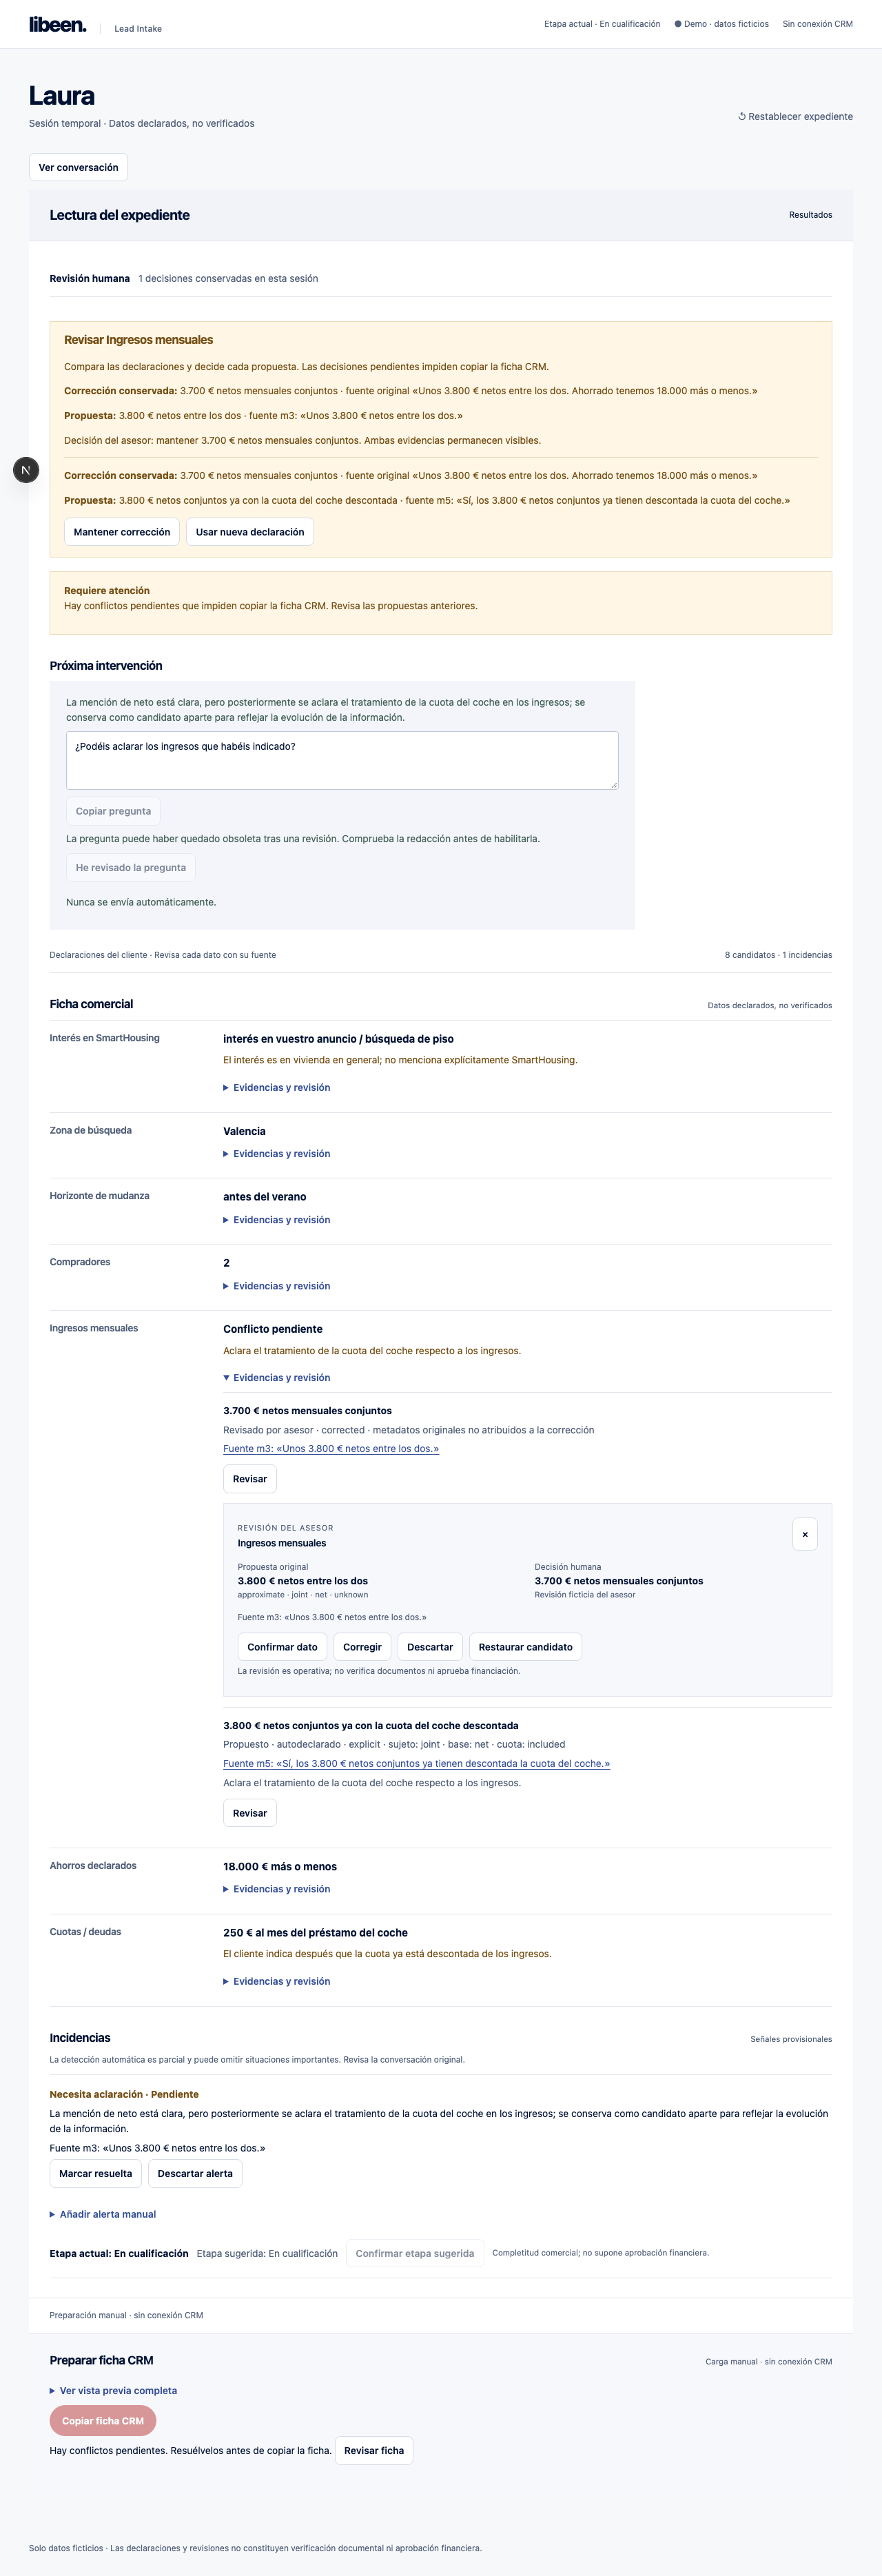 libeen.
Lead Intake
Etapa actual · En cualificación
Demo · datos ficticios
Sin conexión CRM
Laura
Sesión temporal · Datos declarados, no verificados
↺ Restablecer expediente
Ver conversación
Lectura del expediente
Resultados
Revisión humana 1 decisiones conservadas en esta sesión
Revisar Ingresos mensuales
Compara las declaraciones y decide cada propuesta. Las decisiones pendientes impiden copiar la ficha CRM.
Corrección conservada: 3.700 € netos mensuales conjuntos · fuente original «Unos 3.800 € netos entre los dos. Ahorrado tenemos 18.000 más o menos.»
Propuesta: 3.800 € netos entre los dos · fuente m3: «Unos 3.800 € netos entre los dos.»
Decisión del asesor: mantener 3.700 € netos mensuales conjuntos. Ambas evidencias permanecen visibles.
Corrección conservada: 3.700 € netos mensuales conjuntos · fuente original «Unos 3.800 € netos entre los dos. Ahorrado tenemos 18.000 más o menos.»
Propuesta: 3.800 € netos conjuntos ya con la cuota del coche descontada · fuente m5: «Sí, los 3.800 € netos conjuntos ya tienen descontada la cuota del coche.»
Mantener corrección
Usar nueva declaración
N
Requiere atención
Hay conflictos pendientes que impiden copiar la ficha CRM. Revisa las propuestas anteriores.
Próxima intervención
La mención de neto está clara, pero posteriormente se aclara el tratamiento de la cuota del coche en los ingresos; se
conserva como candidato aparte para reflejar la evolución de la información.
¿Podéis aclarar los ingresos que habéis indicado?
Copiar pregunta
La pregunta puede haber quedado obsoleta tras una revisión. Comprueba la redacción antes de habilitarla.
He revisado la pregunta
Nunca se envía automáticamente.
Declaraciones del cliente · Revisa cada dato con su fuente
8 candidatos · 1 incidencias
Ficha comercial
Datos declarados, no verificados
Interés en SmartHousing
interés en vuestro anuncio / búsqueda de piso
El interés es en vivienda en general; no menciona explícitamente SmartHousing.
▶ Evidencias y revisión
Zona de búsqueda
Valencia
▶ Evidencias y revisión
Horizonte de mudanza
antes del verano
▶ Evidencias y revisión
Compradores
2
▶ Evidencias y revisión
Ingresos mensuales
Conflicto pendiente
Aclara el tratamiento de la cuota del coche respecto a los ingresos.
▼ Evidencias y revisión
3.700 € netos mensuales conjuntos
Revisado por asesor · corrected · metadatos originales no atribuidos a la corrección
Fuente m3: «Unos 3.800 € netos entre los dos.»
Revisar
REVISIÓN DEL ASESOR
Ingresos mensuales
×
Propuesta original
3.800 € netos entre los dos
approximate · joint · net · unknown
Decisión humana
3.700 € netos mensuales conjuntos
Revisión ficticia del asesor
Fuente m3: «Unos 3.800 € netos entre los dos.»
Confirmar dato
Corregir
Descartar
Restaurar candidato
La revisión es operativa; no verifica documentos ni aprueba financiación.
3.800 € netos conjuntos ya con la cuota del coche descontada
Propuesto · autodeclarado · explicit · sujeto: joint · base: net · cuota: included
Fuente m5: «Sí, los 3.800 € netos conjuntos ya tienen descontada la cuota del coche.»
Aclara el tratamiento de la cuota del coche respecto a los ingresos.
Revisar
Ahorros declarados
18.000 € más o menos
▶ Evidencias y revisión
Cuotas / deudas
250 € al mes del préstamo del coche
El cliente indica después que la cuota ya está descontada de los ingresos.
▶ Evidencias y revisión
Incidencias
Señales provisionales
La detección automática es parcial y puede omitir situaciones importantes. Revisa la conversación original.
Necesita aclaración · Pendiente
La mención de neto está clara, pero posteriormente se aclara el tratamiento de la cuota del coche en los ingresos; se conserva como candidato aparte para reflejar la evolución
de la información.
Fuente m3: «Unos 3.800 € netos entre los dos.»
Marcar resuelta
Descartar alerta
▶ Añadir alerta manual
Etapa actual: En cualificación Etapa sugerida: En cualificación
Confirmar etapa sugerida
Completitud comercial; no supone aprobación financiera.
Preparación manual · sin conexión CRM
Preparar ficha CRM
Carga manual · sin conexión CRM
▶ Ver vista previa completa
Copiar ficha CRM
Hay conflictos pendientes. Resuélvelos antes de copiar la ficha.
Revisar ficha
Solo datos ficticios · Las declaraciones y revisiones no constituyen verificación documental ni aprobación financiera.